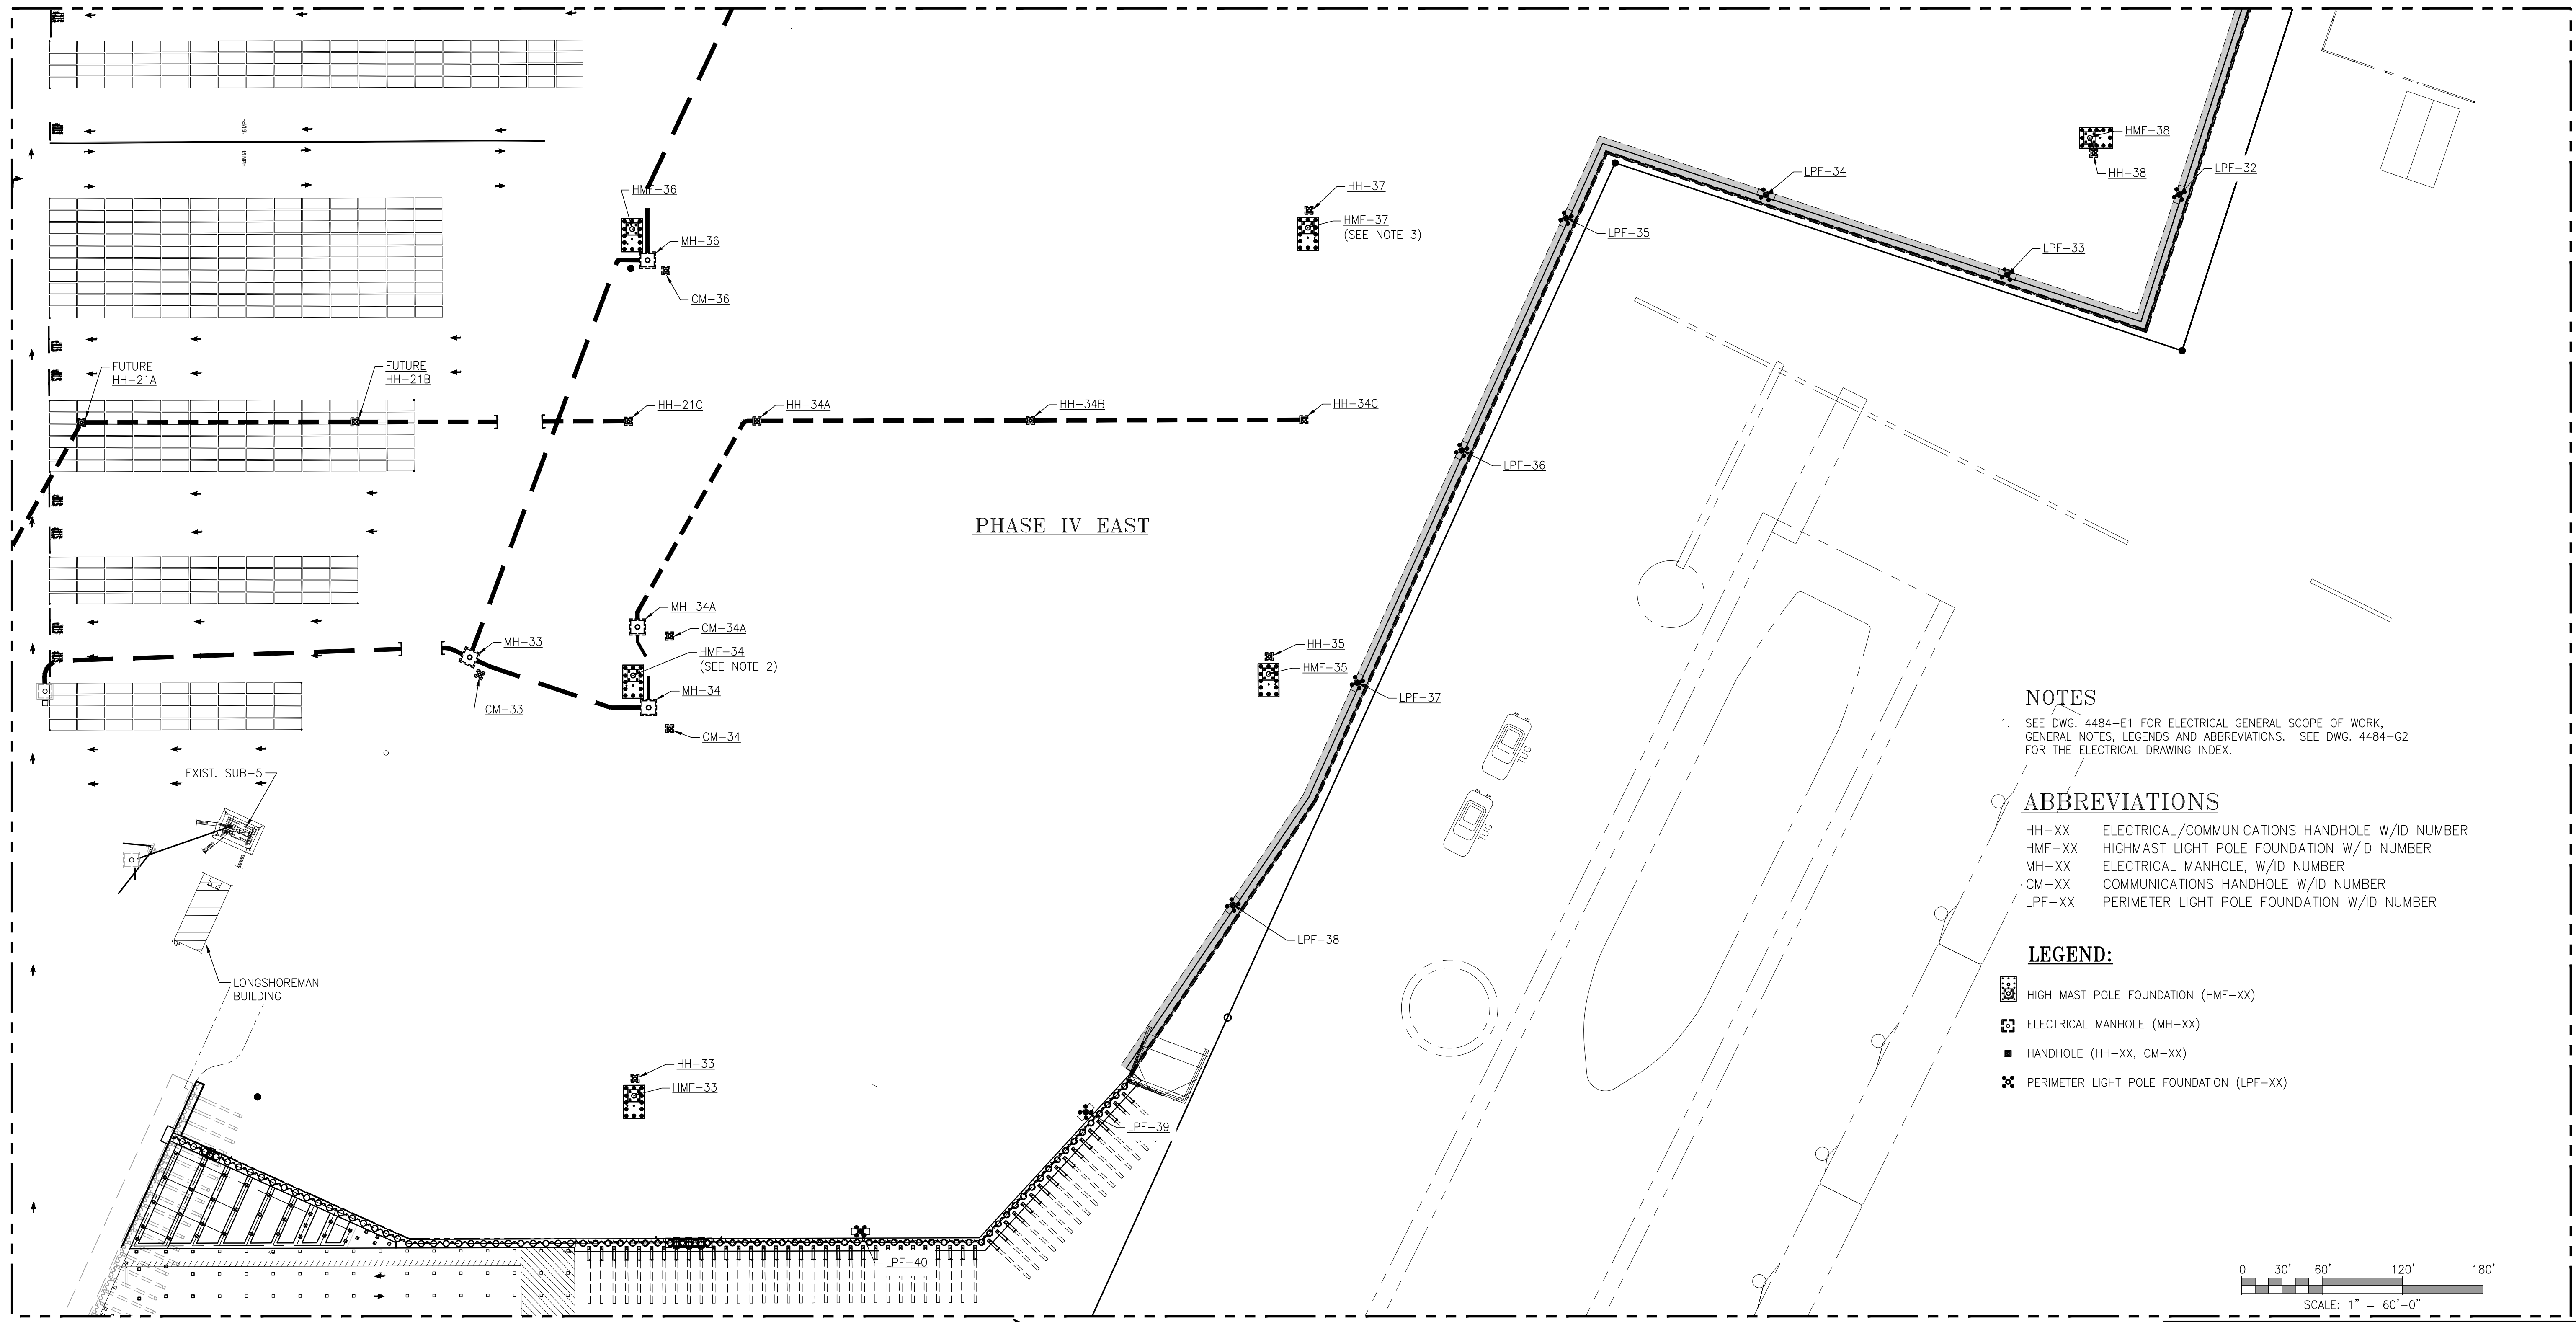 15 MPH
15 MPH
HMF-36
MH-36
CM-36
HH-37
HMF-37
(SEE NOTE 3)
LPF-34
LPF-35
LPF-33
HMF-38
HH-38
LPF-32
FUTURE
HH-21A
FUTURE
HH-21B
HH-21C
HH-34A
HH-34B
HH-34C
LPF-36
PHASE IV EAST
MH-34A
CM-34A
MH-33
HMF-34
(SEE NOTE 2)
MH-34
CM-33
CM-34
HH-35
HMF-35
LPF-37
TUG
TUG
EXIST. SUB-5
LONGSHOREMAN
BUILDING
LPF-38
HH-33
HMF-33
LPF-39
LPF-40
NOTES
1. SEE DWG. 4484-E1 FOR ELECTRICAL GENERAL SCOPE OF WORK,
GENERAL NOTES, LEGENDS AND ABBREVIATIONS. SEE DWG. 4484-G2
FOR THE ELECTRICAL DRAWING INDEX.
ABBREVIATIONS
HH-XX ELECTRICAL/COMMUNICATIONS HANDHOLE W/ID NUMBER
HMF-XX HIGHMAST LIGHT POLE FOUNDATION W/ID NUMBER
MH-XX ELECTRICAL MANHOLE, W/ID NUMBER
CM-XX COMMUNICATIONS HANDHOLE W/ID NUMBER
LPF-XX PERIMETER LIGHT POLE FOUNDATION W/ID NUMBER
LEGEND:
HIGH MAST POLE FOUNDATION (HMF-XX)
ELECTRICAL MANHOLE (MH-XX)
HANDHOLE (HH-XX, CM-XX)
PERIMETER LIGHT POLE FOUNDATION (LPF-XX)
0 30' 60' 120' 180'
SCALE: 1" = 60'-0"